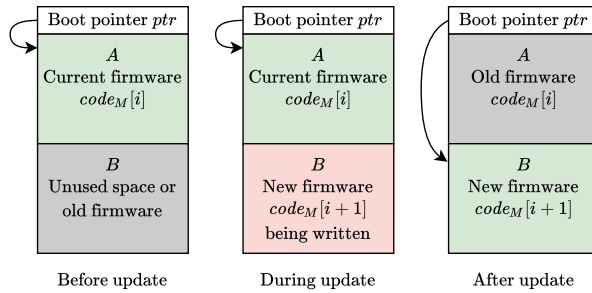 Boot pointer ptr
A
Current firmware
code_M[i]
B
Unused space or
old firmware
Before update
Boot pointer ptr
A
Current firmware
code_M[i]
B
New firmware
code_M[i + 1]
being written
During update
Boot pointer ptr
A
Old firmware
code_M[i]
B
New firmware
code_M[i + 1]
After update